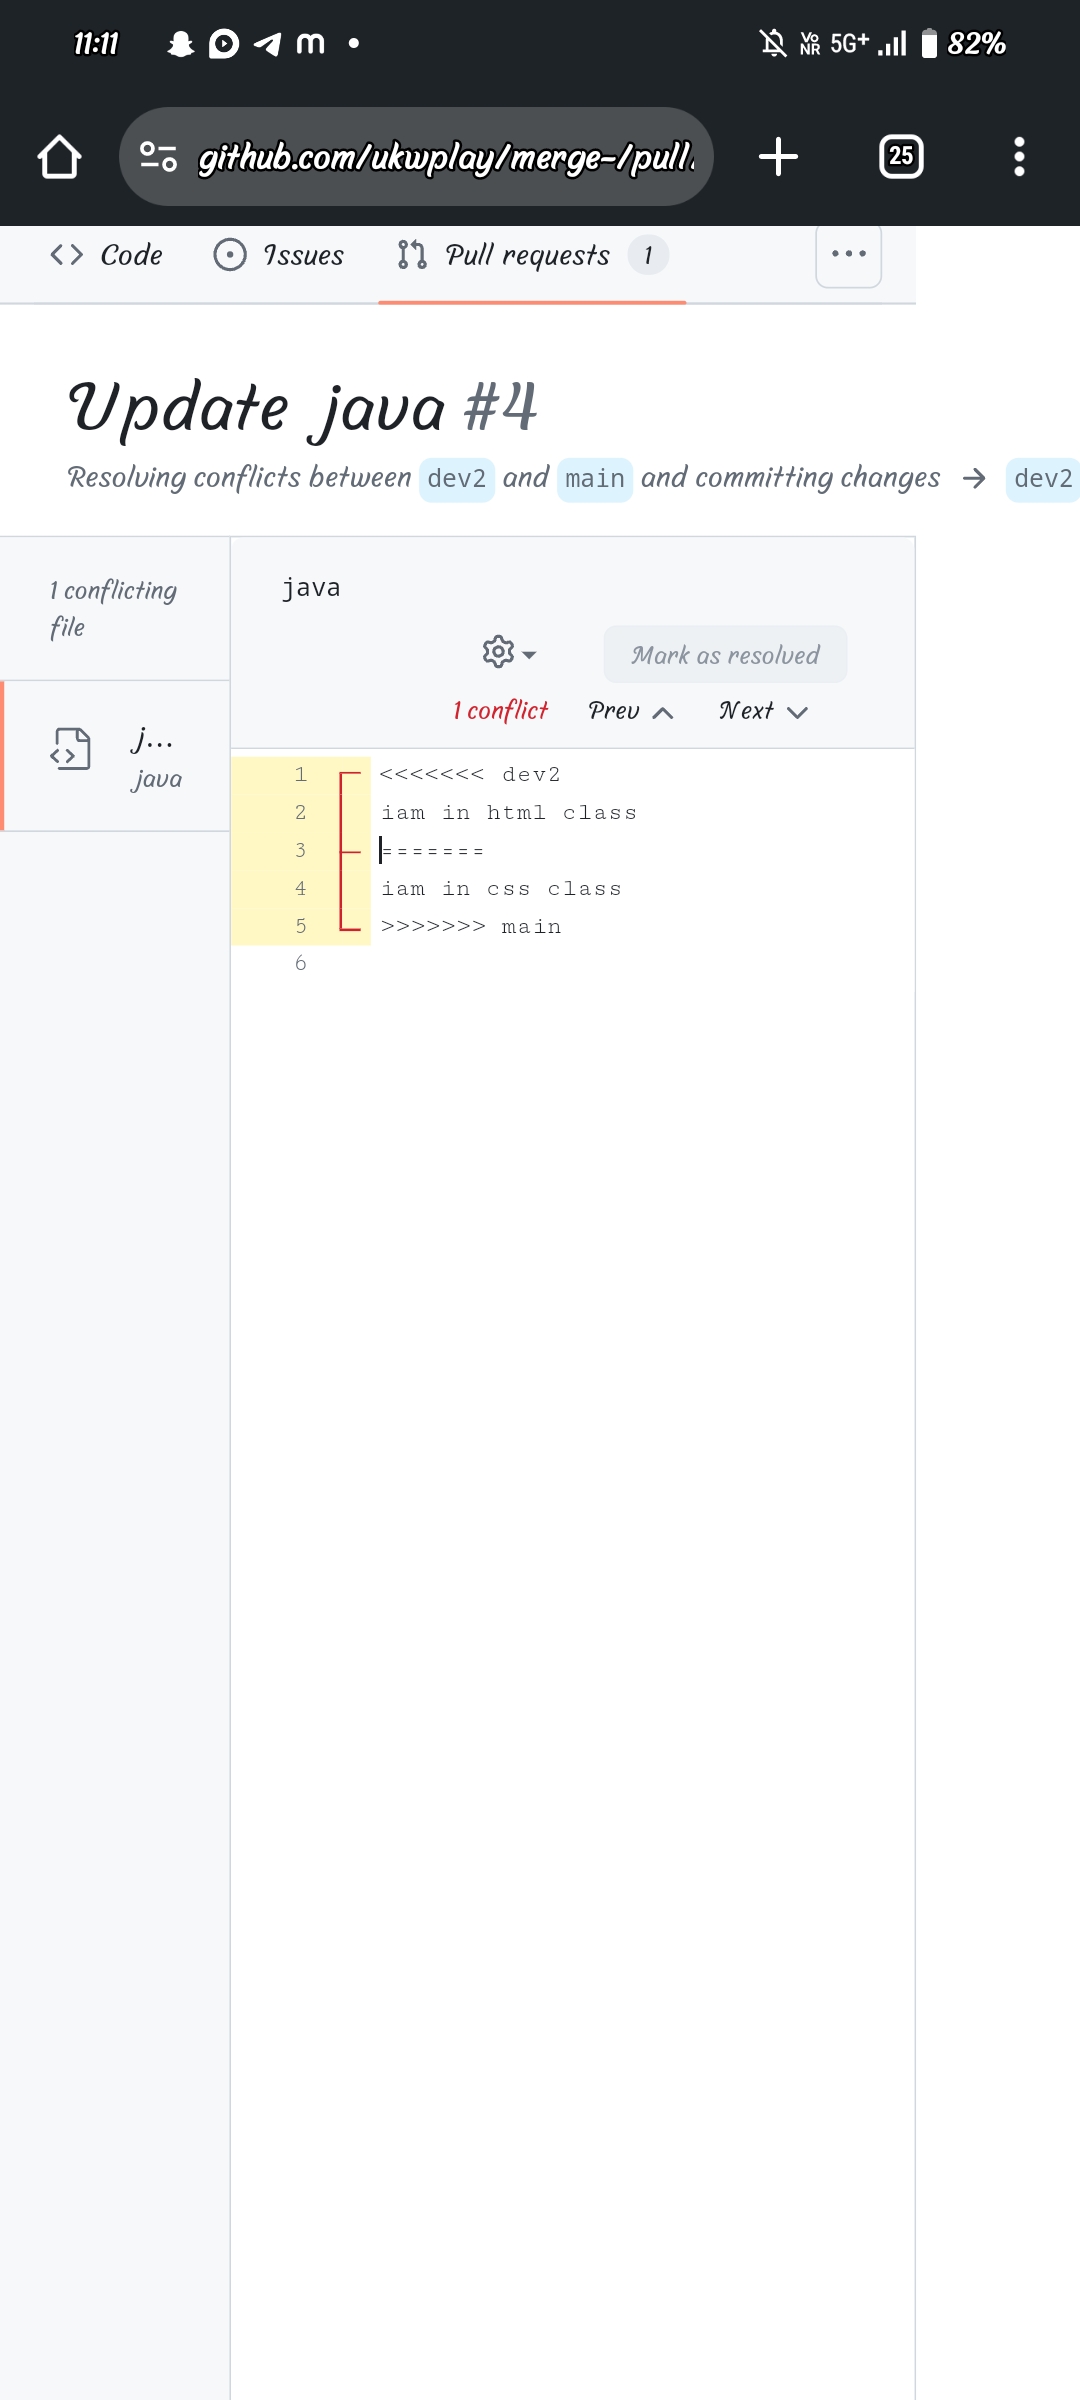 11:11 m VoNR 5G+ 82%
github.com/ukwplay/merge-/pull 25
Code Issues Pull requests 1
Update java #4
Resolving conflicts between dev2 and main and committing changes → dev2
1 conflicting
file
java
Mark as resolved
1 conflict Prev Next
j...
java
1 <<<<<<< dev2
2 iam in html class
3 =======
4 iam in css class
5 >>>>>>> main
6